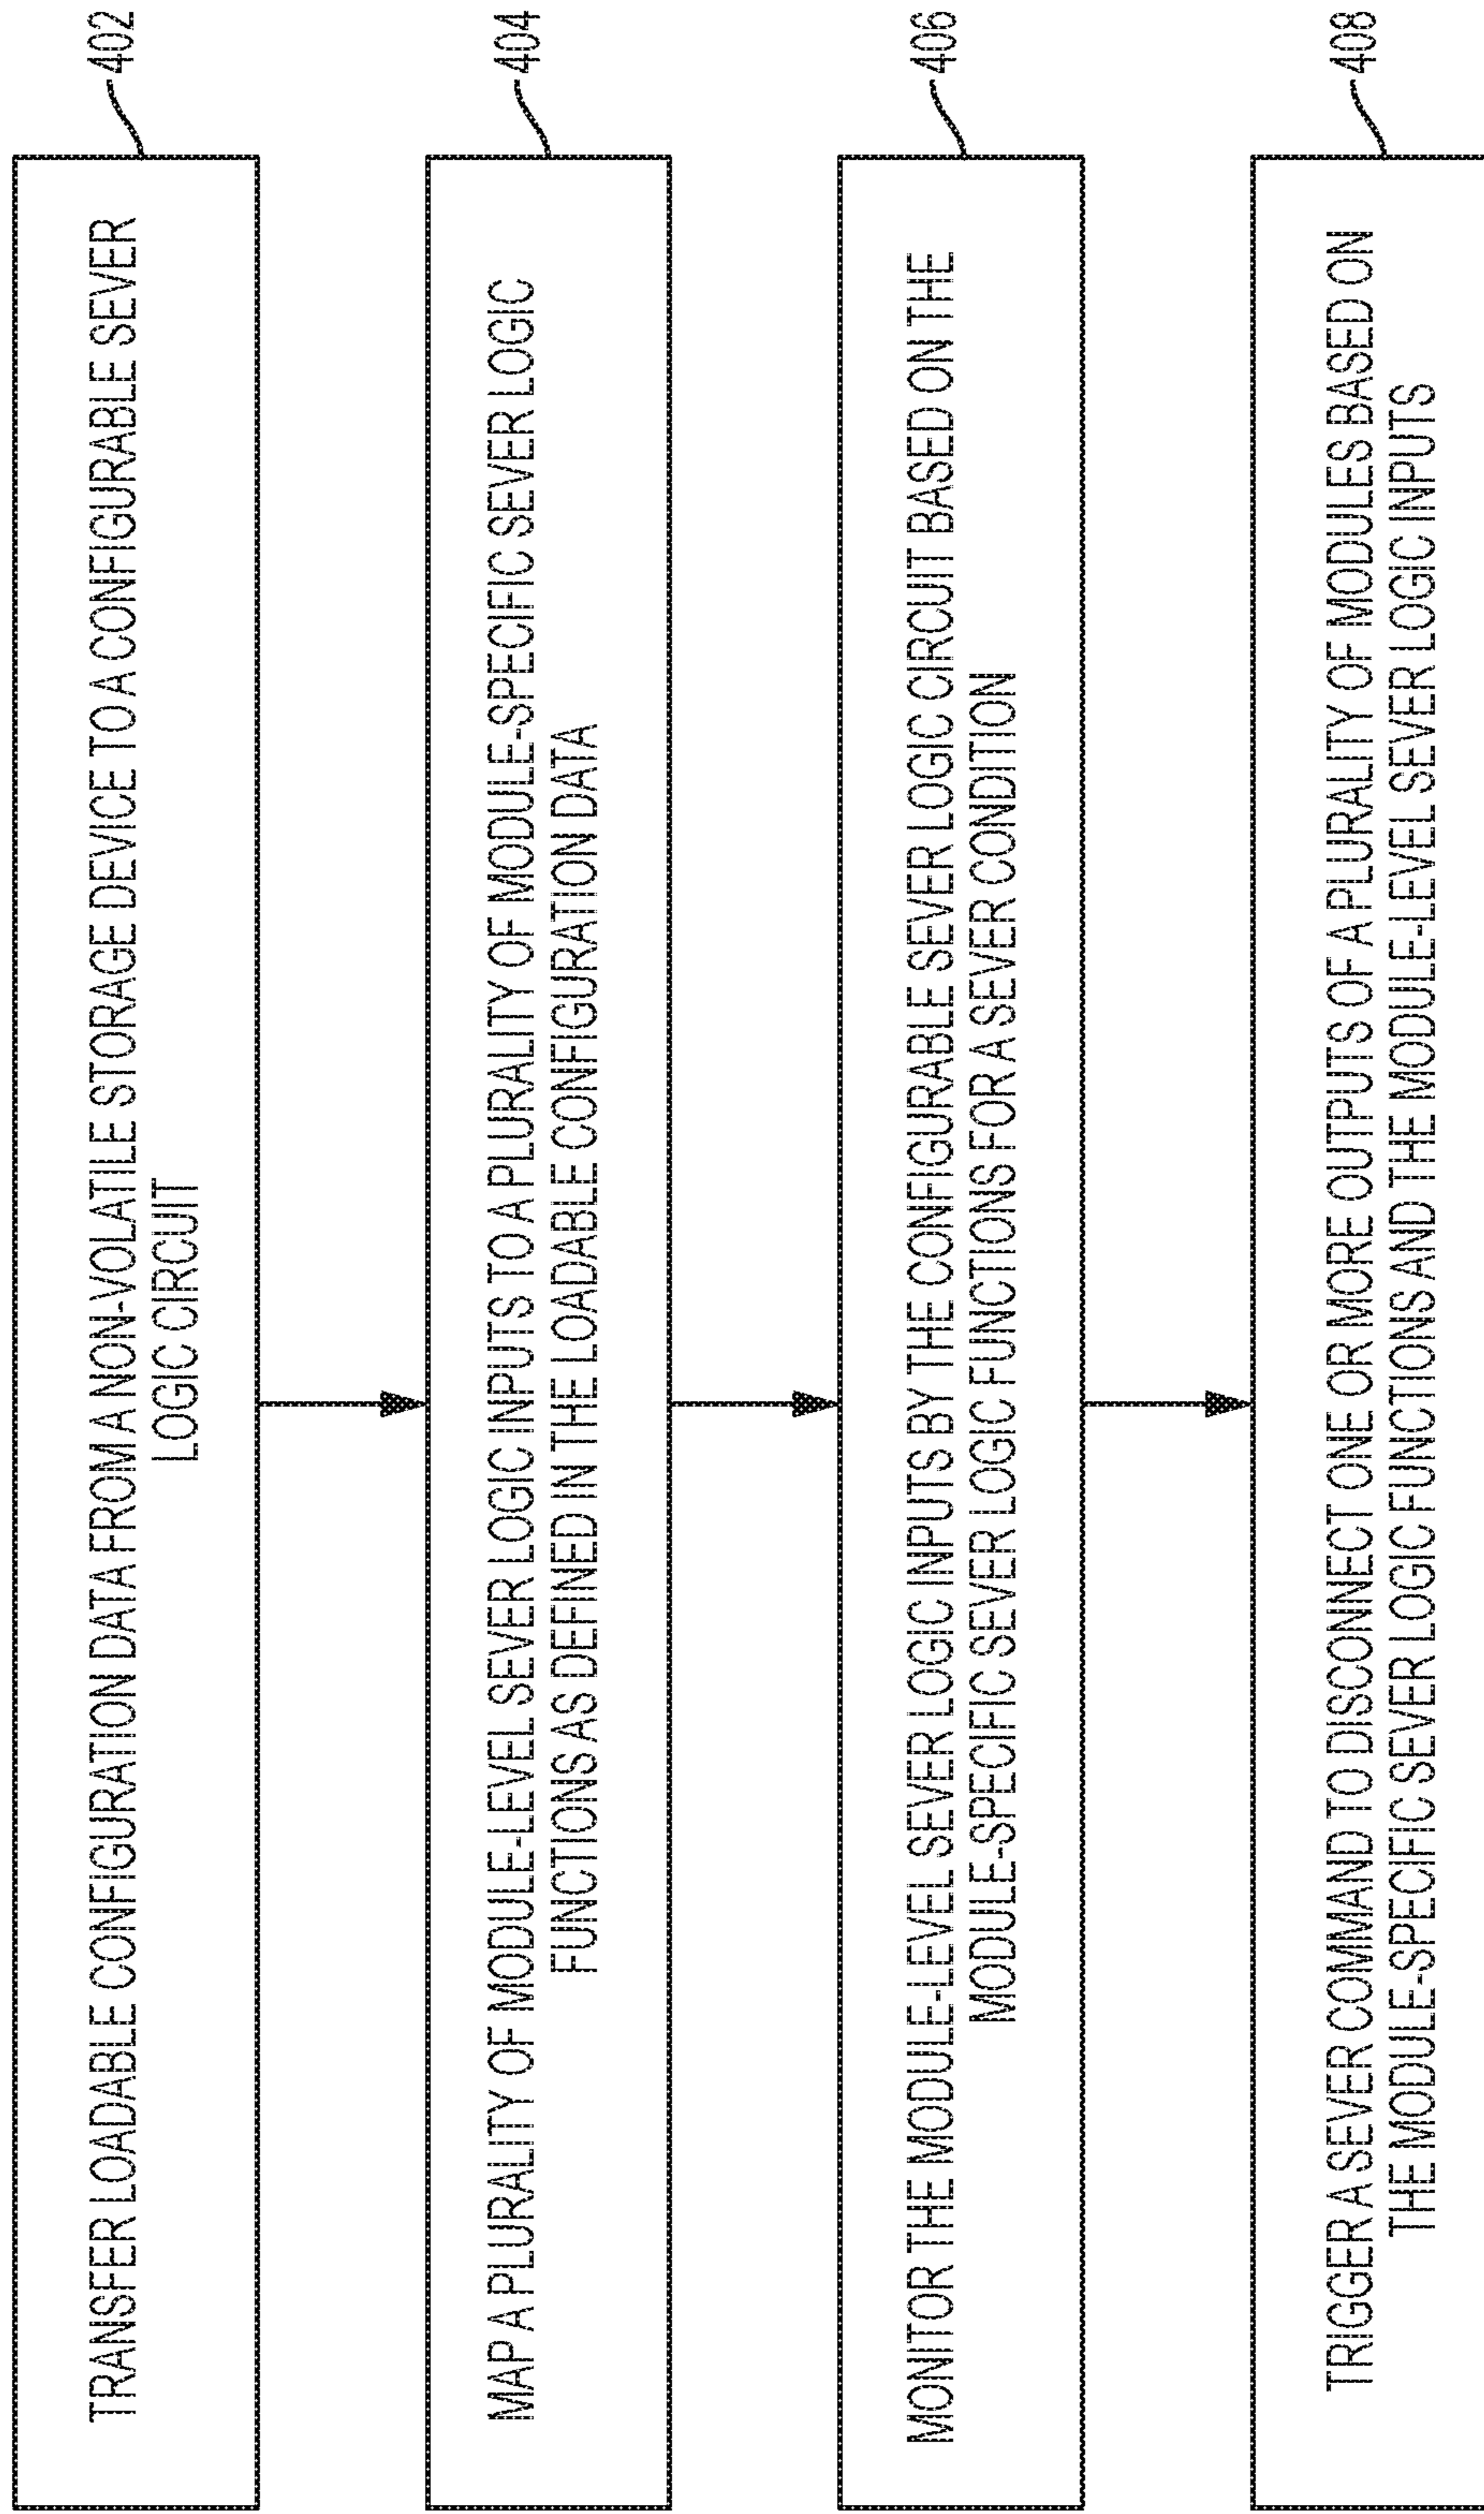 TRANSFER LOADABLE CONFIGURATION DATA FROM A NON-VOLATILE STORAGE DEVICE TO A CONFIGURABLE SEVER
LOGIC CIRCUIT
402
MAP A PLURALITY OF MODULE-LEVEL SEVER LOGIC INPUTS TO A PLURALITY OF MODULE-SPECIFIC SEVER LOGIC
FUNCTIONS AS DEFINED IN THE LOADABLE CONFIGURATION DATA
404
MONITOR THE MODULE-LEVEL SEVER LOGIC INPUTS BY THE CONFIGURABLE SEVER LOGIC CIRCUIT BASED ON THE
MODULE-SPECIFIC SEVER LOGIC FUNCTIONS FOR A SEVER CONDITION
406
TRIGGER A SEVER COMMAND TO DISCONNECT ONE OR MORE OUTPUTS OF A PLURALITY OF MODULES BASED ON
THE MODULE-SPECIFIC SEVER LOGIC FUNCTIONS AND THE MODULE-LEVEL SEVER LOGIC INPUTS
408